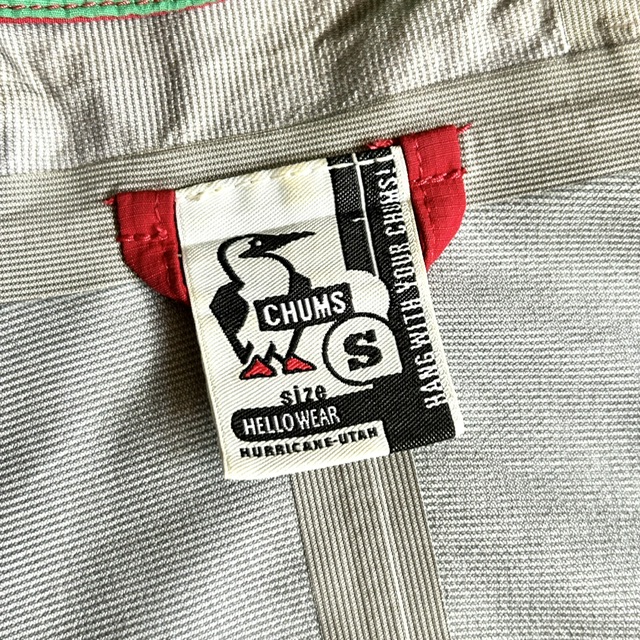 CHUMS
S
size
HELLO WEAR
HURRICANE-UTAH
HANG WITH YOUR CHUMS!